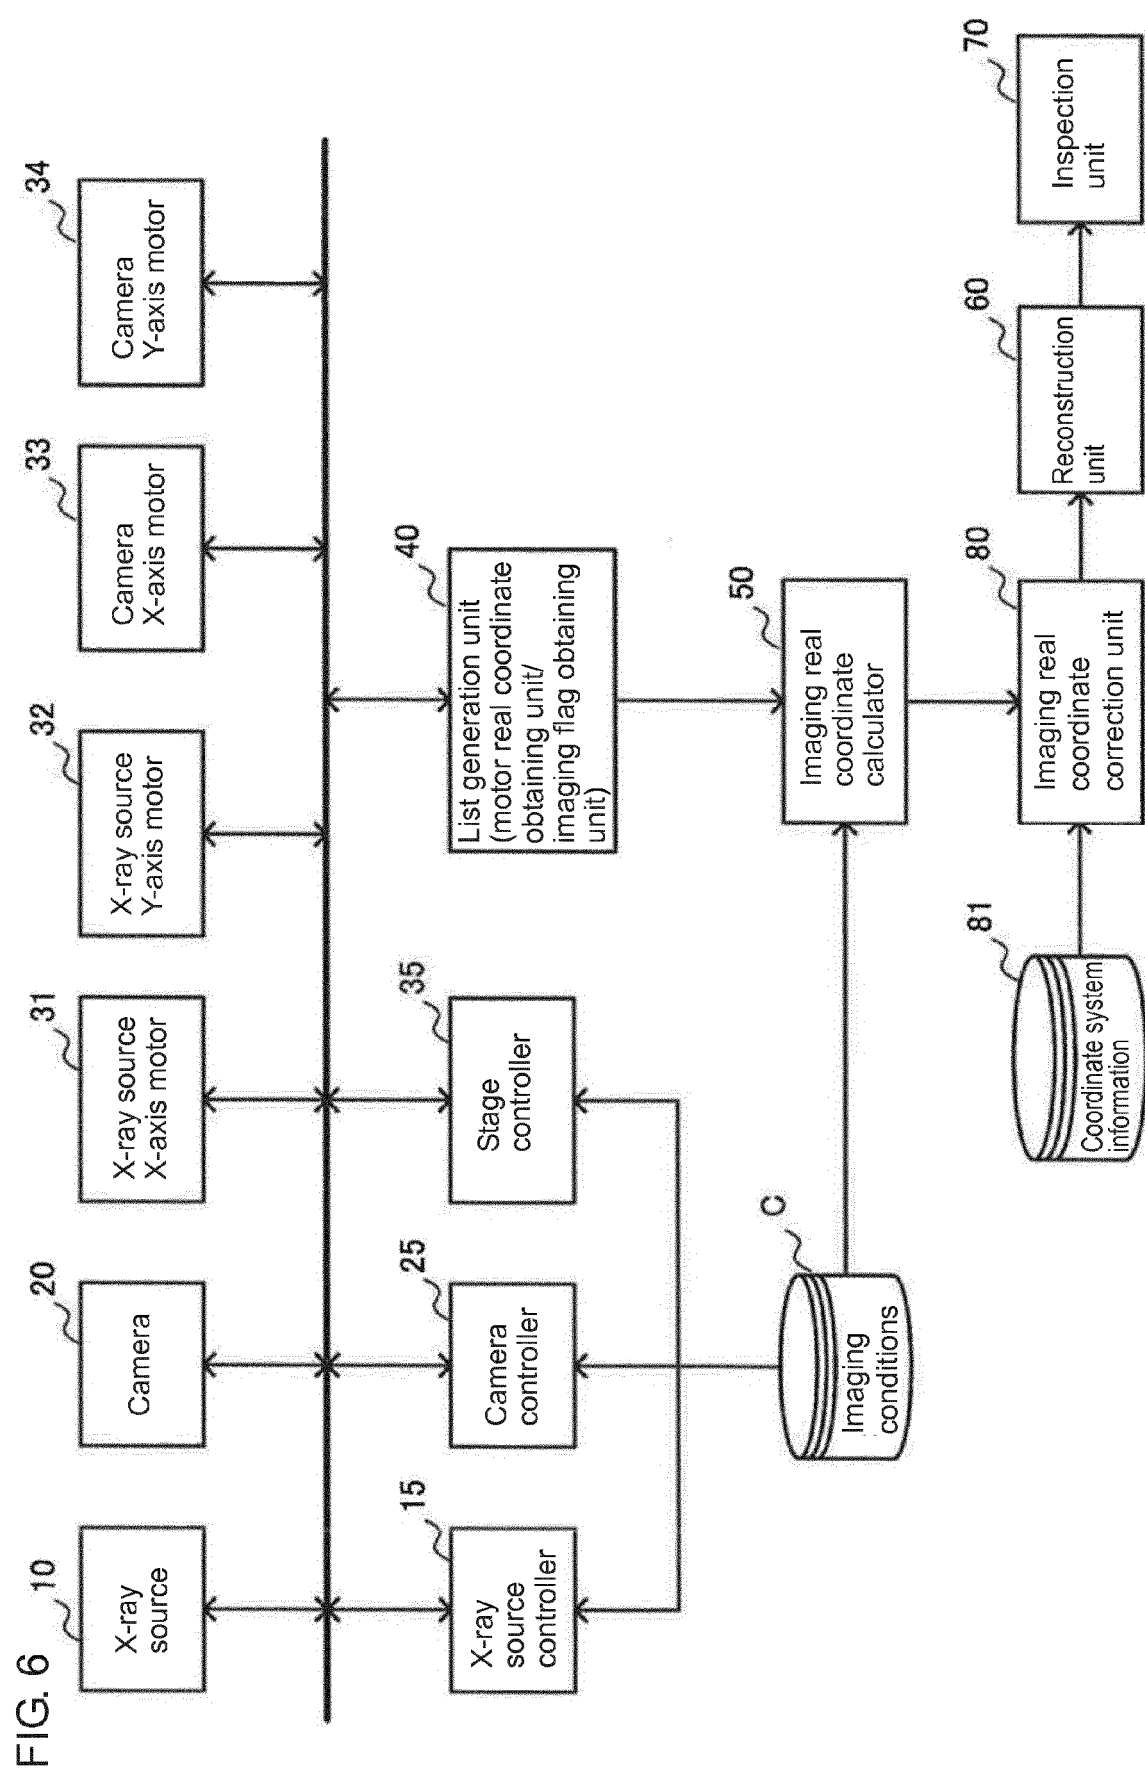 FIG. 6
10
X-ray
source
20
Camera
31
X-ray source
X-axis motor
32
X-ray source
Y-axis motor
33
Camera
X-axis motor
34
Camera
Y-axis motor
15
X-ray
source
controller
25
Camera
controller
35
Stage
controller
40
List generation unit
(motor real coordinate
obtaining unit/
imaging flag obtaining
unit)
C
Imaging
conditions
50
Imaging real
coordinate
calculator
81
Coordinate system
information
80
Imaging real
coordinate
correction unit
60
Reconstruction
unit
70
Inspection
unit